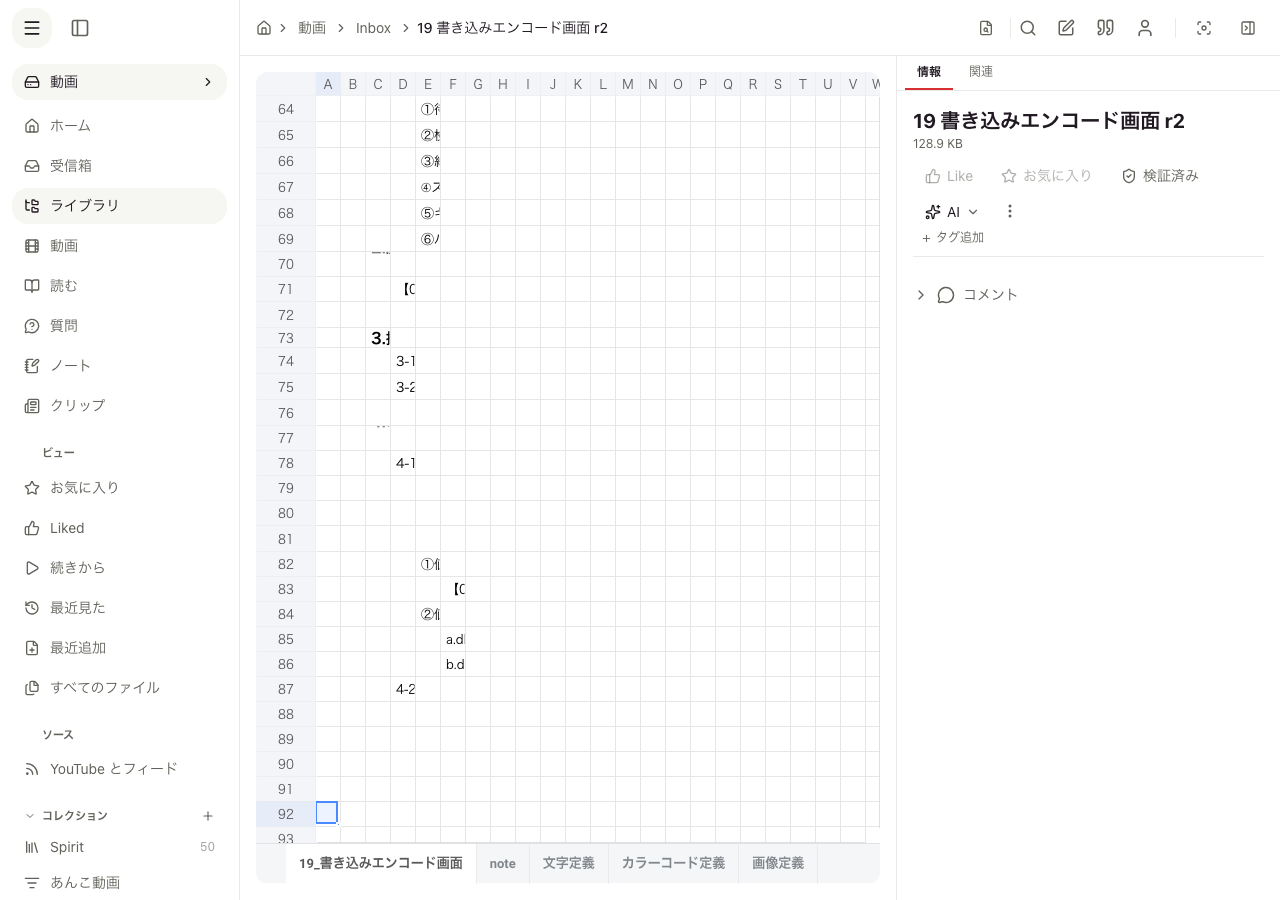 動画
Inbox
19 書き込みエンコード画面 r2
動画
ホーム
受信箱
ライブラリ
動画
読む
質問
ノート
クリップ
ビュー
お気に入り
Liked
続きから
最近見た
最近追加
すべてのファイル
ソース
YouTube とフィード
コレクション
Spirit 50
あんこ動画
A B C D E F G H I J K L M N O P Q R S T U V W
64 ①
65 ②
66 ③
67 ④
68 ⑤
69 ⑥
70
71 【0
72
73 3.
74 3-1
75 3-2
76
77
78 4-1
79
80
81
82 ①
83 【0
84 ②
85 a.d
86 b.d
87 4-2
88
89
90
91
92
93
19_書き込みエンコード画面
note
文字定義
カラーコード定義
画像定義
情報
関連
19 書き込みエンコード画面 r2
128.9 KB
Like
お気に入り
検証済み
AI
+ タグ追加
コメント